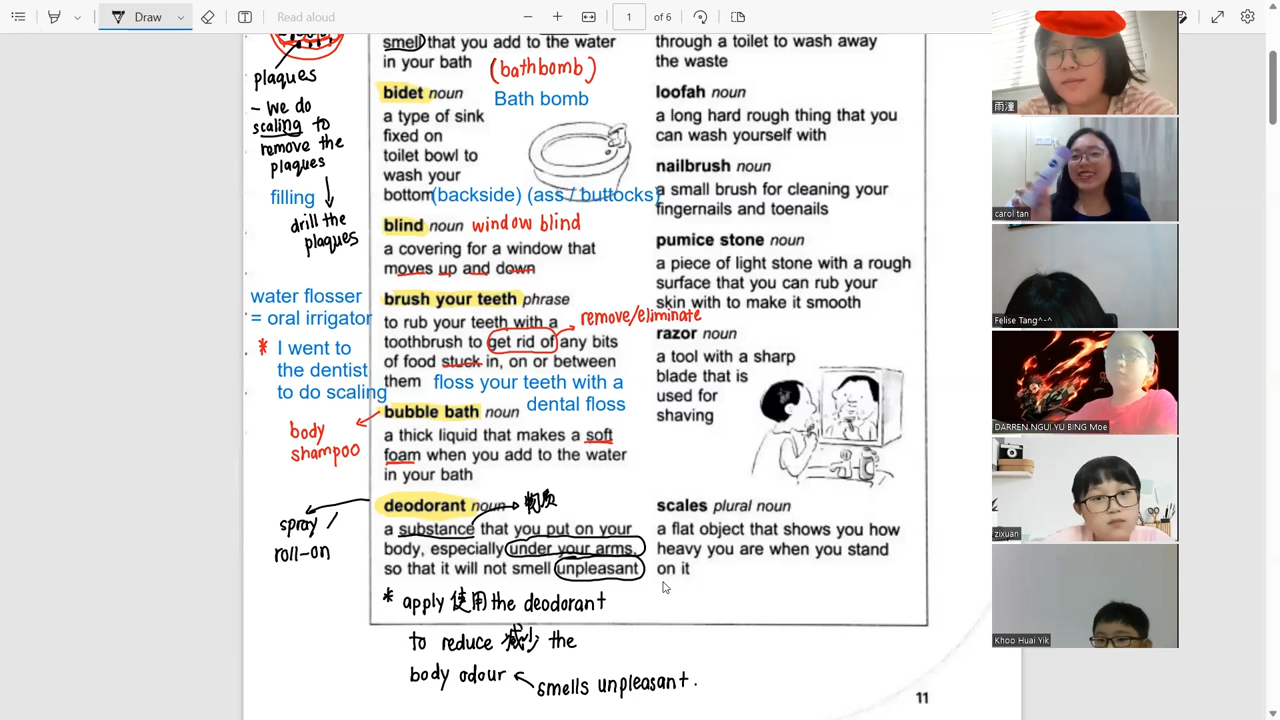 Draw
Read aloud
1 of 6
plaques
- We do
scaling to
remove the
plaques
filling
drill the
plaques
water flosser
= oral irrigator
* I went to
the dentist
to do scaling
body
shampoo
spray /
roll-on
smell that you add to the water
in your bath (bathbomb)
bidet noun Bath bomb
a type of sink
fixed on
toilet bowl to
wash your
bottom (backside) (ass / buttocks)
blind noun window blind
a covering for a window that
moves up and down
brush your teeth phrase
to rub your teeth with a
toothbrush to get rid of any bits
remove/eliminate
of food stuck in, on or between
them floss your teeth with a
dental floss
bubble bath noun
a thick liquid that makes a soft
foam when you add to the water
in your bath
deodorant noun 物质
a substance that you put on your
body, especially under your arms,
so that it will not smell unpleasant
* apply 使用 the deodorant
to reduce 减少 the
body odour smells unpleasant.
through a toilet to wash away
the waste
loofah noun
a long hard rough thing that you
can wash yourself with
nailbrush noun
a small brush for cleaning your
fingernails and toenails
pumice stone noun
a piece of light stone with a rough
surface that you can rub your
skin with to make it smooth
razor noun
a tool with a sharp
blade that is
used for
shaving
scales plural noun
a flat object that shows you how
heavy you are when you stand
on it
11
雨潼
carol tan
Felise Tang^-^
DARREN NGUI YU BING Moe
zixuan
Khoo Huai Yik